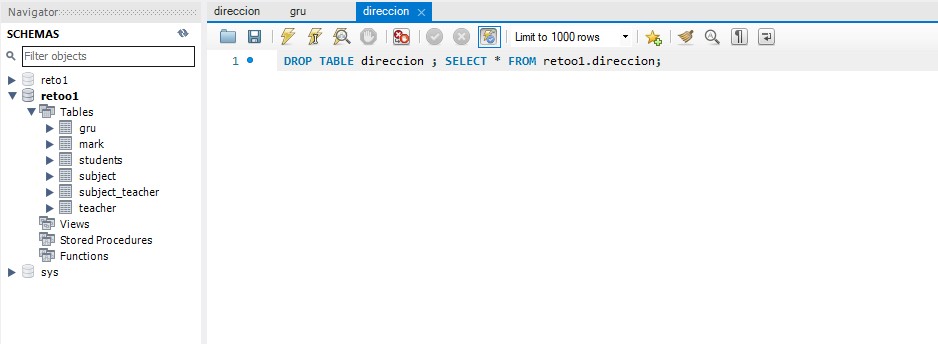 Navigator
SCHEMAS
Filter objects
reto1
retoo1
Tables
gru
mark
students
subject
subject_teacher
teacher
Views
Stored Procedures
Functions
sys
direccion gru direccion
Limit to 1000 rows
1 DROP TABLE direccion ; SELECT * FROM retoo1.direccion;